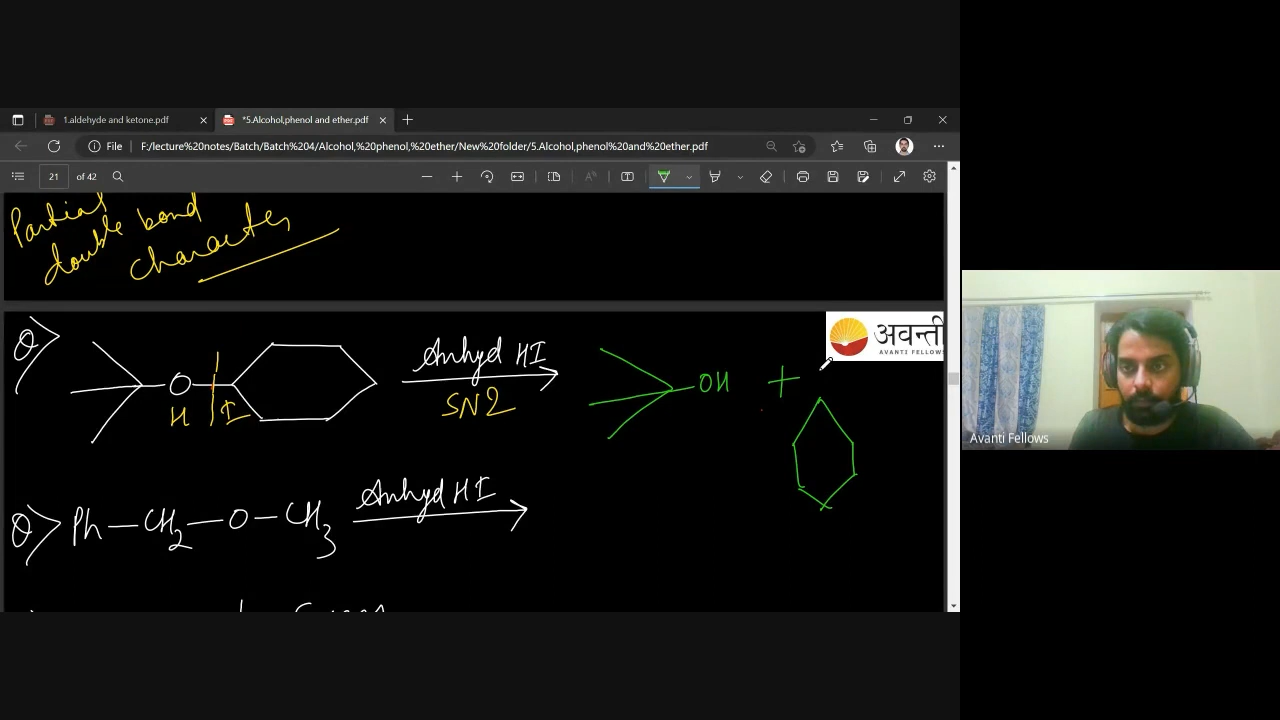 1.aldehyde and ketone.pdf
*5.Alcohol,phenol and ether.pdf
File F:/lecture%20notes/Batch/Batch%204/Alcohol,%20phenol,%20ether/New%20folder/5.Alcohol,phenol%20and%20ether.pdf
21 of 42
Partial
double bond
character
अवन्ती
AVANTI FELLOWS
Q> O Anhyd HI OH +
H I SN2
Q> Ph—CH2—O—CH3 Anhyd HI
Avanti Fellows